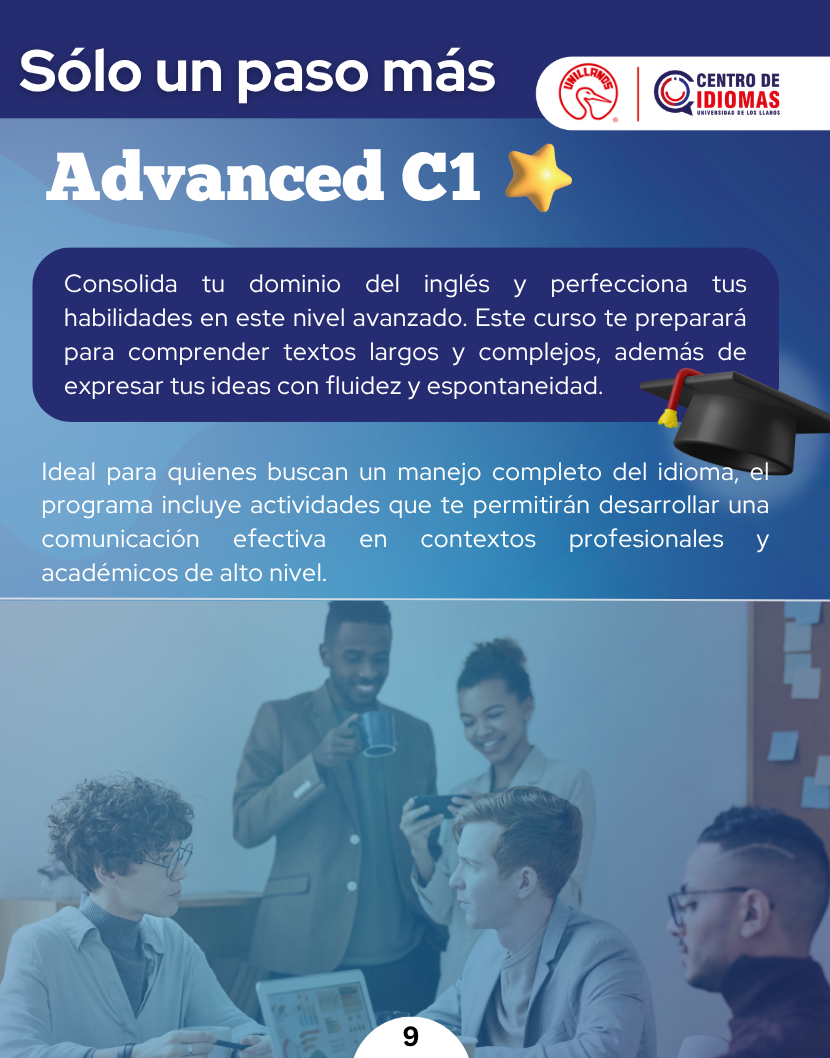 Sólo un paso más
UNILLANOS
®
CENTRO DE
IDIOMAS
UNIVERSIDAD DE LOS LLANOS
Advanced C1
Consolida tu dominio del inglés y perfecciona tus
habilidades en este nivel avanzado. Este curso te preparará
para comprender textos largos y complejos, además de
expresar tus ideas con fluidez y espontaneidad.
Ideal para quienes buscan un manejo completo del idioma, el
programa incluye actividades que te permitirán desarrollar una
comunicación efectiva en contextos profesionales y
académicos de alto nivel.
9